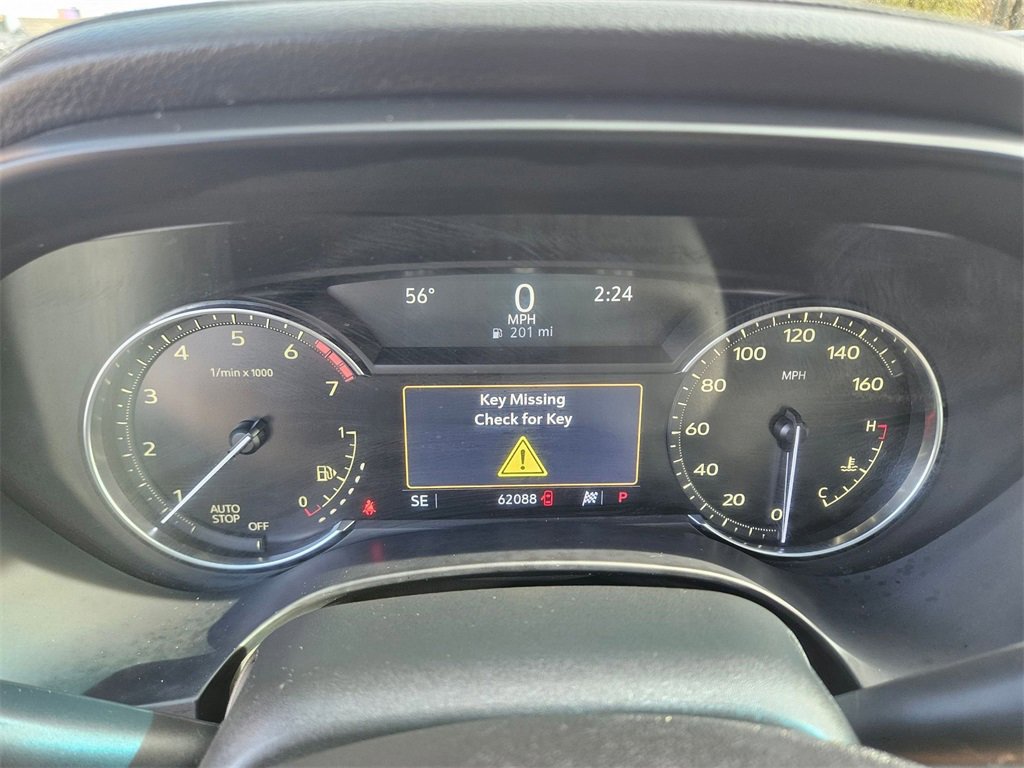 56° 0 2:24
MPH
201 mi
Key Missing
Check for Key
SE 62088 P
1 2 3 4 5 6 7
1/min x 1000
AUTO
STOP
OFF
1
0
0 20 40 60 80 100 120 140 160
MPH
H
C